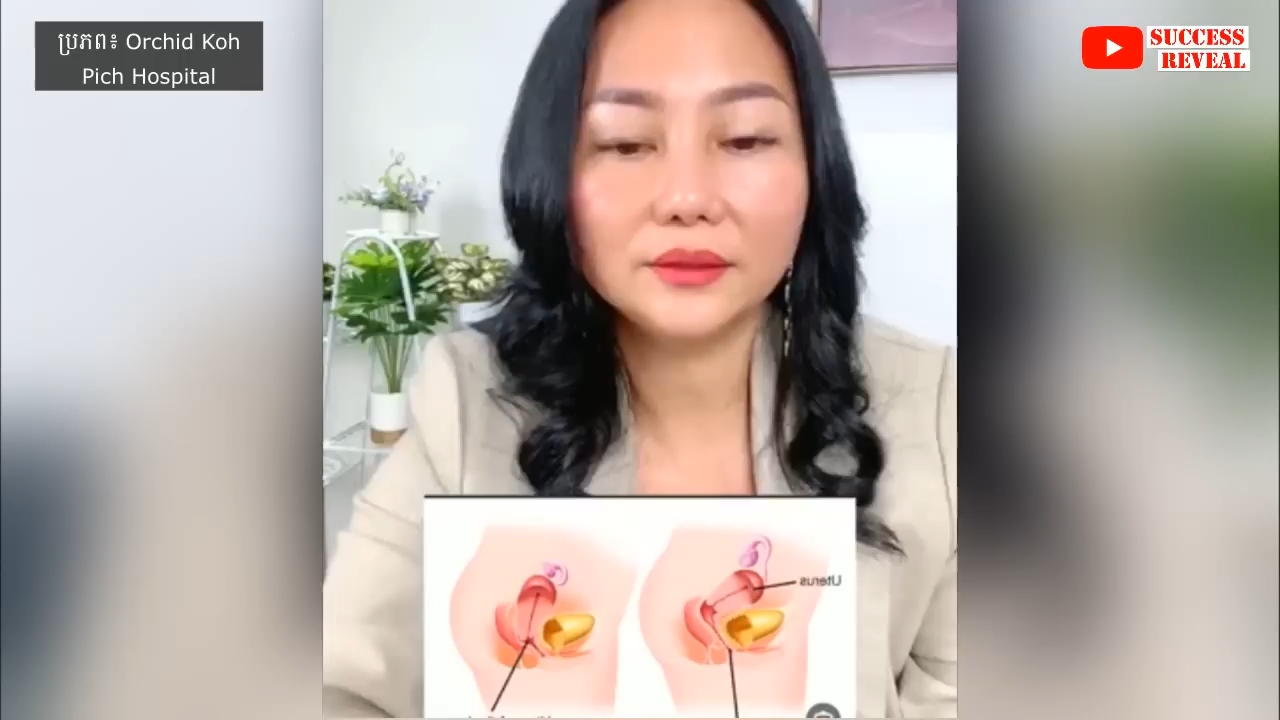 ប្រភព៖ Orchid Koh
Pich Hospital
SUCCESS
REVEAL
Uterus